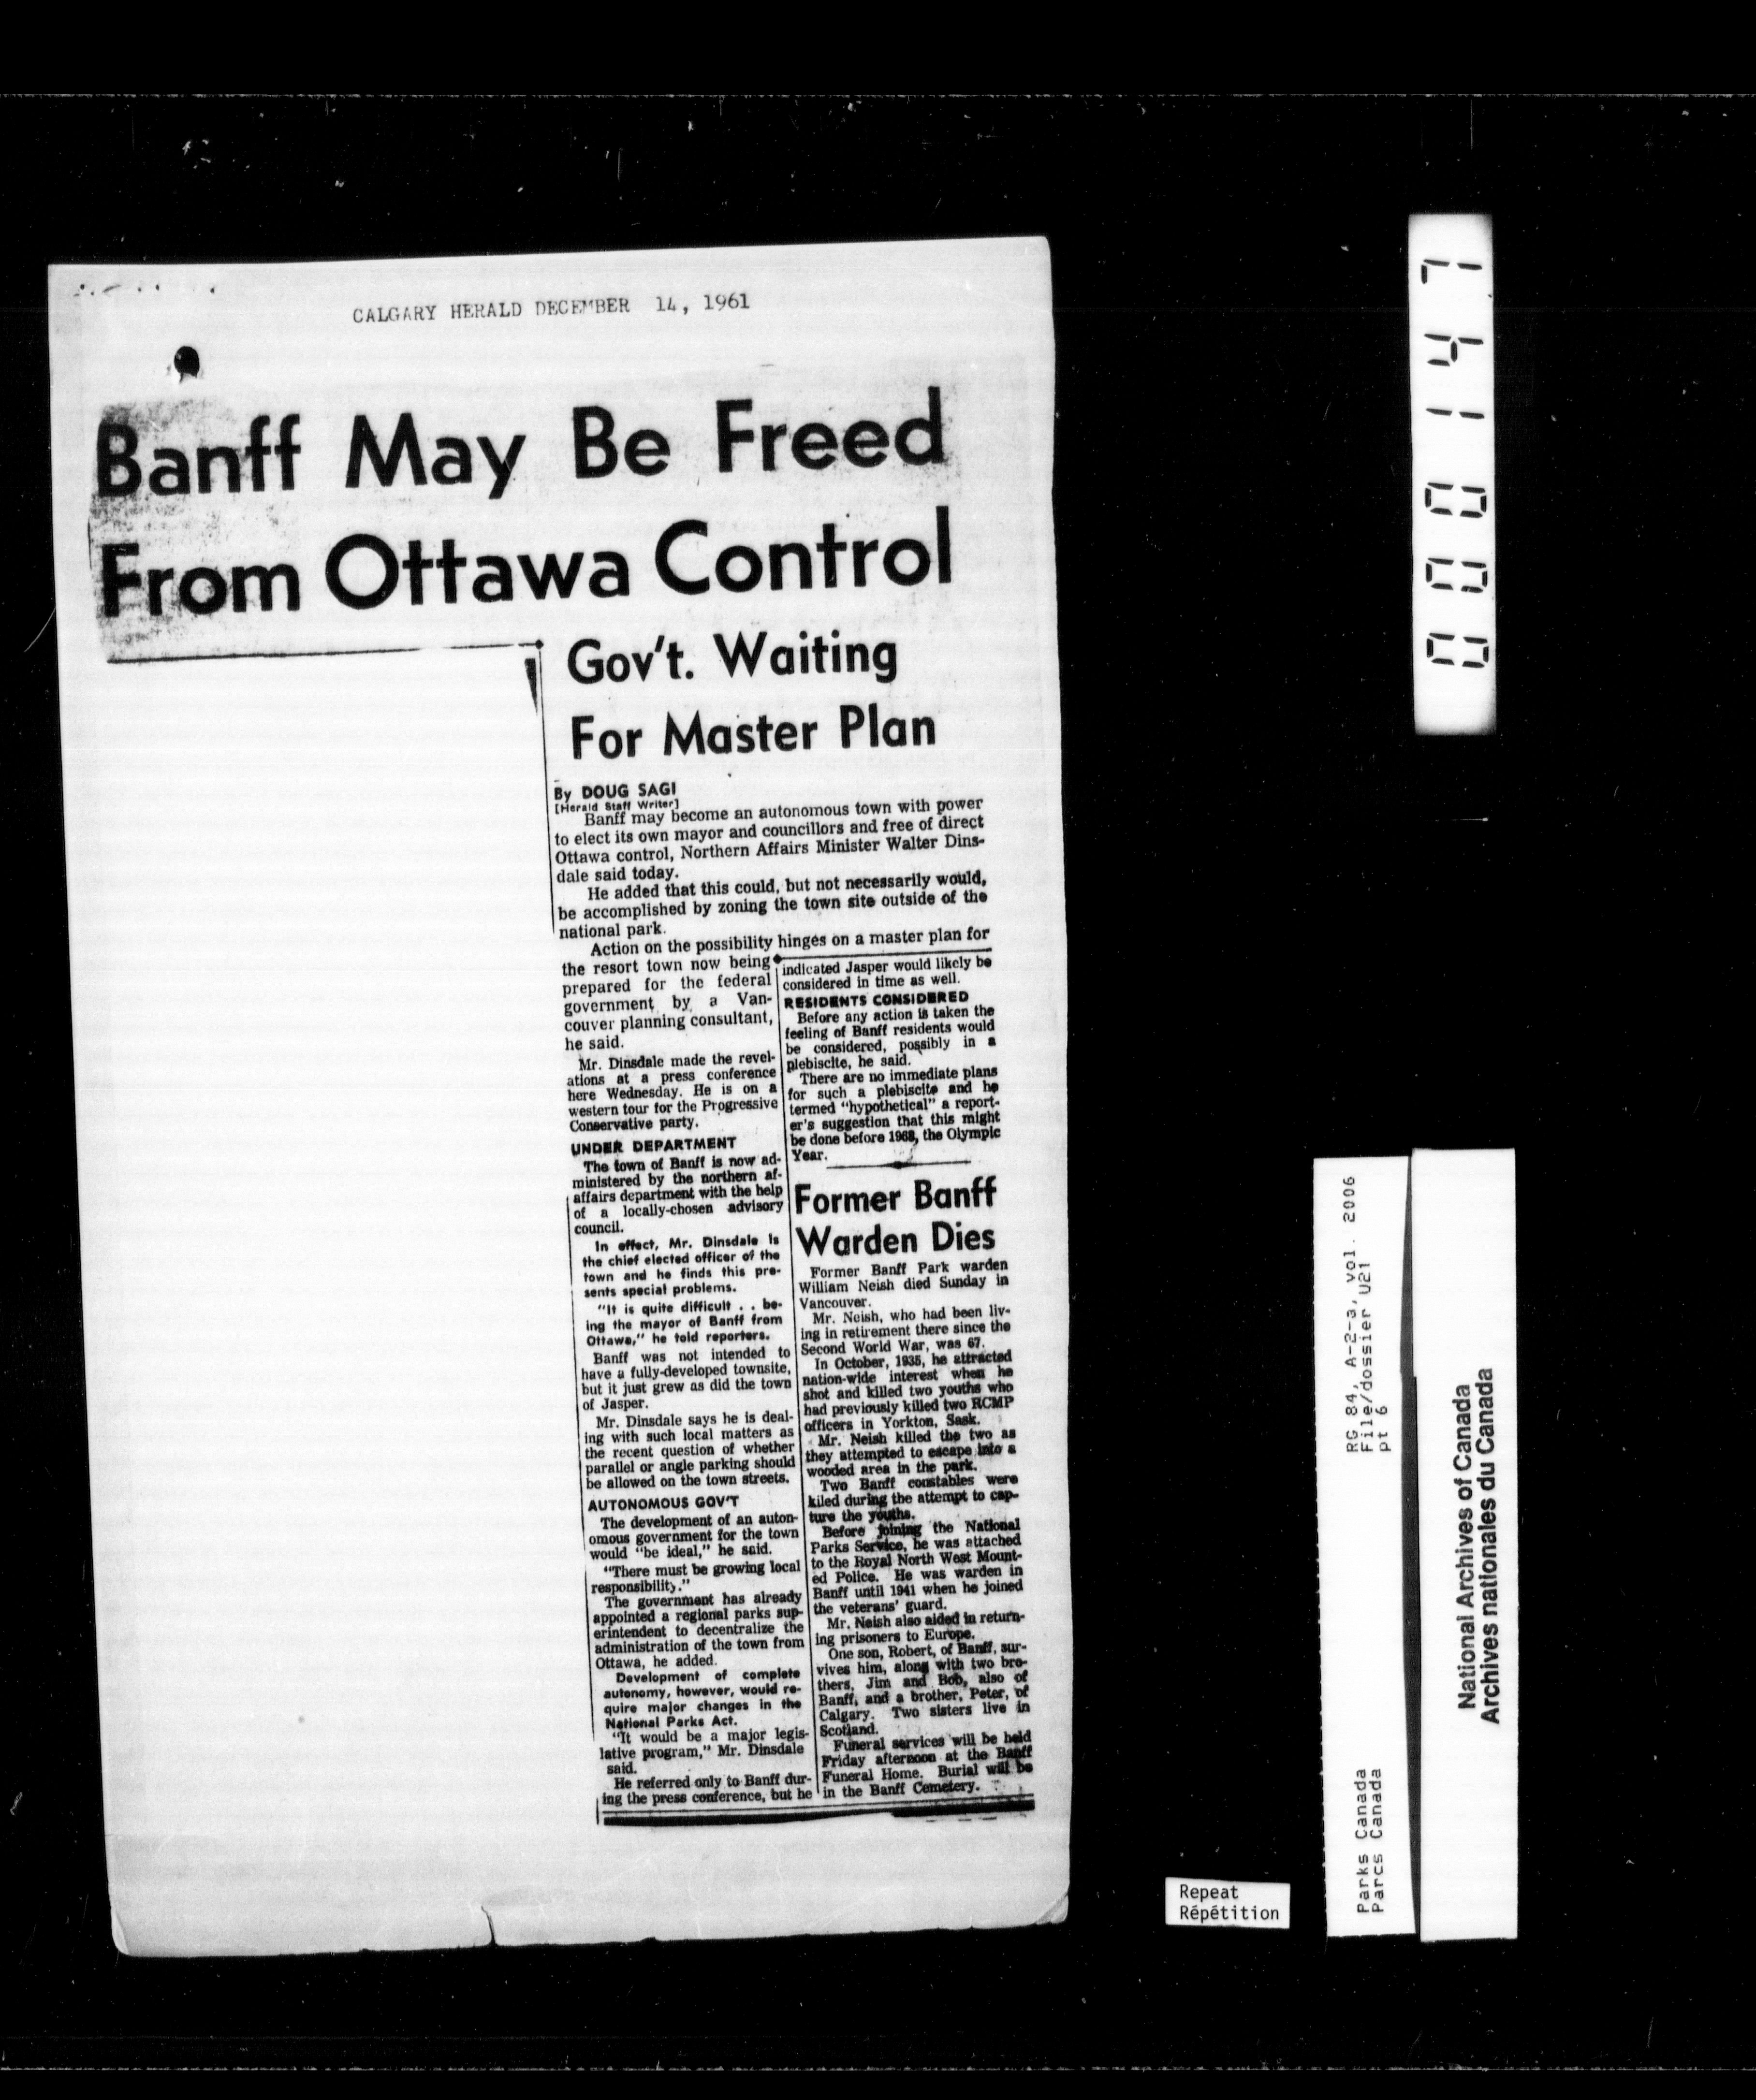 CALGARY HERALD DECEMBER 14, 1961
Banff May Be Freed
From Ottawa Control
Gov't. Waiting
For Master Plan
By DOUG SAGI
[Herald Staff Writer]
Banff may become an autonomous town with power
to elect its own mayor and councillors and free of direct
Ottawa control, Northern Affairs Minister Walter Dins-
dale said today.
He added that this could, but not necessarily would,
be accomplished by zoning the town site outside of the
national park.
Action on the possibility hinges on a master plan for
the resort town now being
prepared for the federal
government by a Van-
couver planning consultant,
he said.
Mr. Dinsdale made the revel-
ations at a press conference
here Wednesday. He is on a
western tour for the Progressive
Conservative party.
UNDER DEPARTMENT
The town of Banff is now ad-
ministered by the northern af-
affairs department with the help
of a locally-chosen advisory
council.
In effect, Mr. Dinsdale is
the chief elected officer of the
town and he finds this pre-
sents special problems.
"It is quite difficult . . be-
ing the mayor of Banff from
Ottawa," he told reporters.
Banff was not intended to
have a fully-developed townsite,
but it just grew as did the town
of Jasper.
Mr. Dinsdale says he is deal-
ing with such local matters as
the recent question of whether
parallel or angle parking should
be allowed on the town streets.
AUTONOMOUS GOV'T
The development of an auton-
omous government for the town
would "be ideal," he said.
"There must be growing local
responsibility."
The government has already
appointed a regional parks sup-
erintendent to decentralize the
administration of the town from
Ottawa, he added.
Development of complete
autonomy, however, would re-
quire major changes in the
National Parks Act.
"It would be a major legis-
lative program," Mr. Dinsdale
said.
He referred only to Banff dur-
ing the press conference, but he
indicated Jasper would likely be
considered in time as well.
RESIDENTS CONSIDERED
Before any action is taken the
feeling of Banff residents would
be considered, possibly in a
plebiscite, he said.
There are no immediate plans
for such a plebiscite and he
termed "hypothetical" a report-
er's suggestion that this might
be done before 1968, the Olympic
Year.
Former Banff
Warden Dies
Former Banff Park warden
William Neish died Sunday in
Vancouver.
Mr. Neish, who had been liv-
ing in retirement there since the
Second World War, was 67.
In October, 1935, he attracted
nation-wide interest when he
shot and killed two youths who
had previously killed two RCMP
officers in Yorkton, Sask.
Mr. Neish killed the two as
they attempted to escape into a
wooded area in the park.
Two Banff constables were
kiled during the attempt to cap-
ture the youths.
Before joining the National
Parks Service, he was attached
to the Royal North West Mount-
ed Police. He was warden in
Banff until 1941 when he joined
the veterans' guard.
Mr. Neish also aided in return-
ing prisoners to Europe.
One son, Robert, of Banff, sur-
vives him, along with two bro-
thers, Jim and Bob, also of
Banff, and a brother, Peter, of
Calgary. Two sisters live in
Scotland.
Funeral services will be held
Friday afternoon at the Banff
Funeral Home. Burial will be
in the Banff Cemetery.
000147
RG 84, A-2-a, vol. 2006
File/dossier U21
pt 6
Parks Canada
Parcs Canada
National Archives of Canada
Archives nationales du Canada
Repeat
Répétition